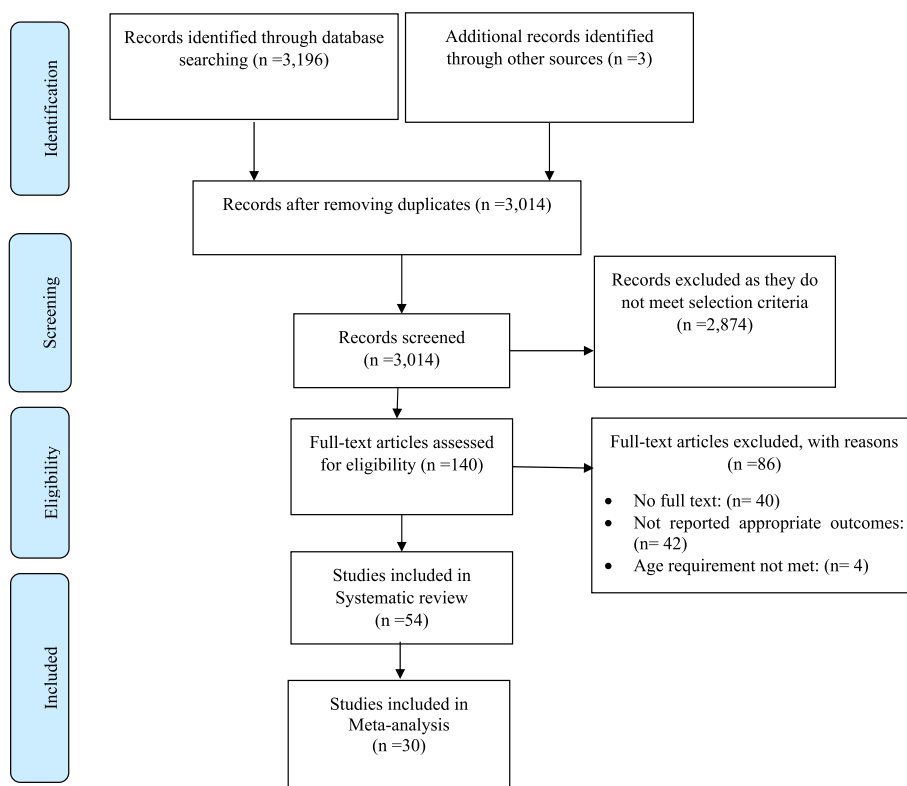 Identification
Records identified through database
searching (n =3,196)
Additional records identified
through other sources (n =3)
Records after removing duplicates (n =3,014)
Screening
Records screened
(n =3,014)
Records excluded as they do
not meet selection criteria
(n =2,874)
Eligibility
Full-text articles assessed
for eligibility (n =140)
Full-text articles excluded, with reasons
(n =86)
• No full text: (n= 40)
• Not reported appropriate outcomes:
(n= 42)
• Age requirement not met: (n= 4)
Included
Studies included in
Systematic review
(n =54)
Studies included in
Meta-analysis
(n =30)